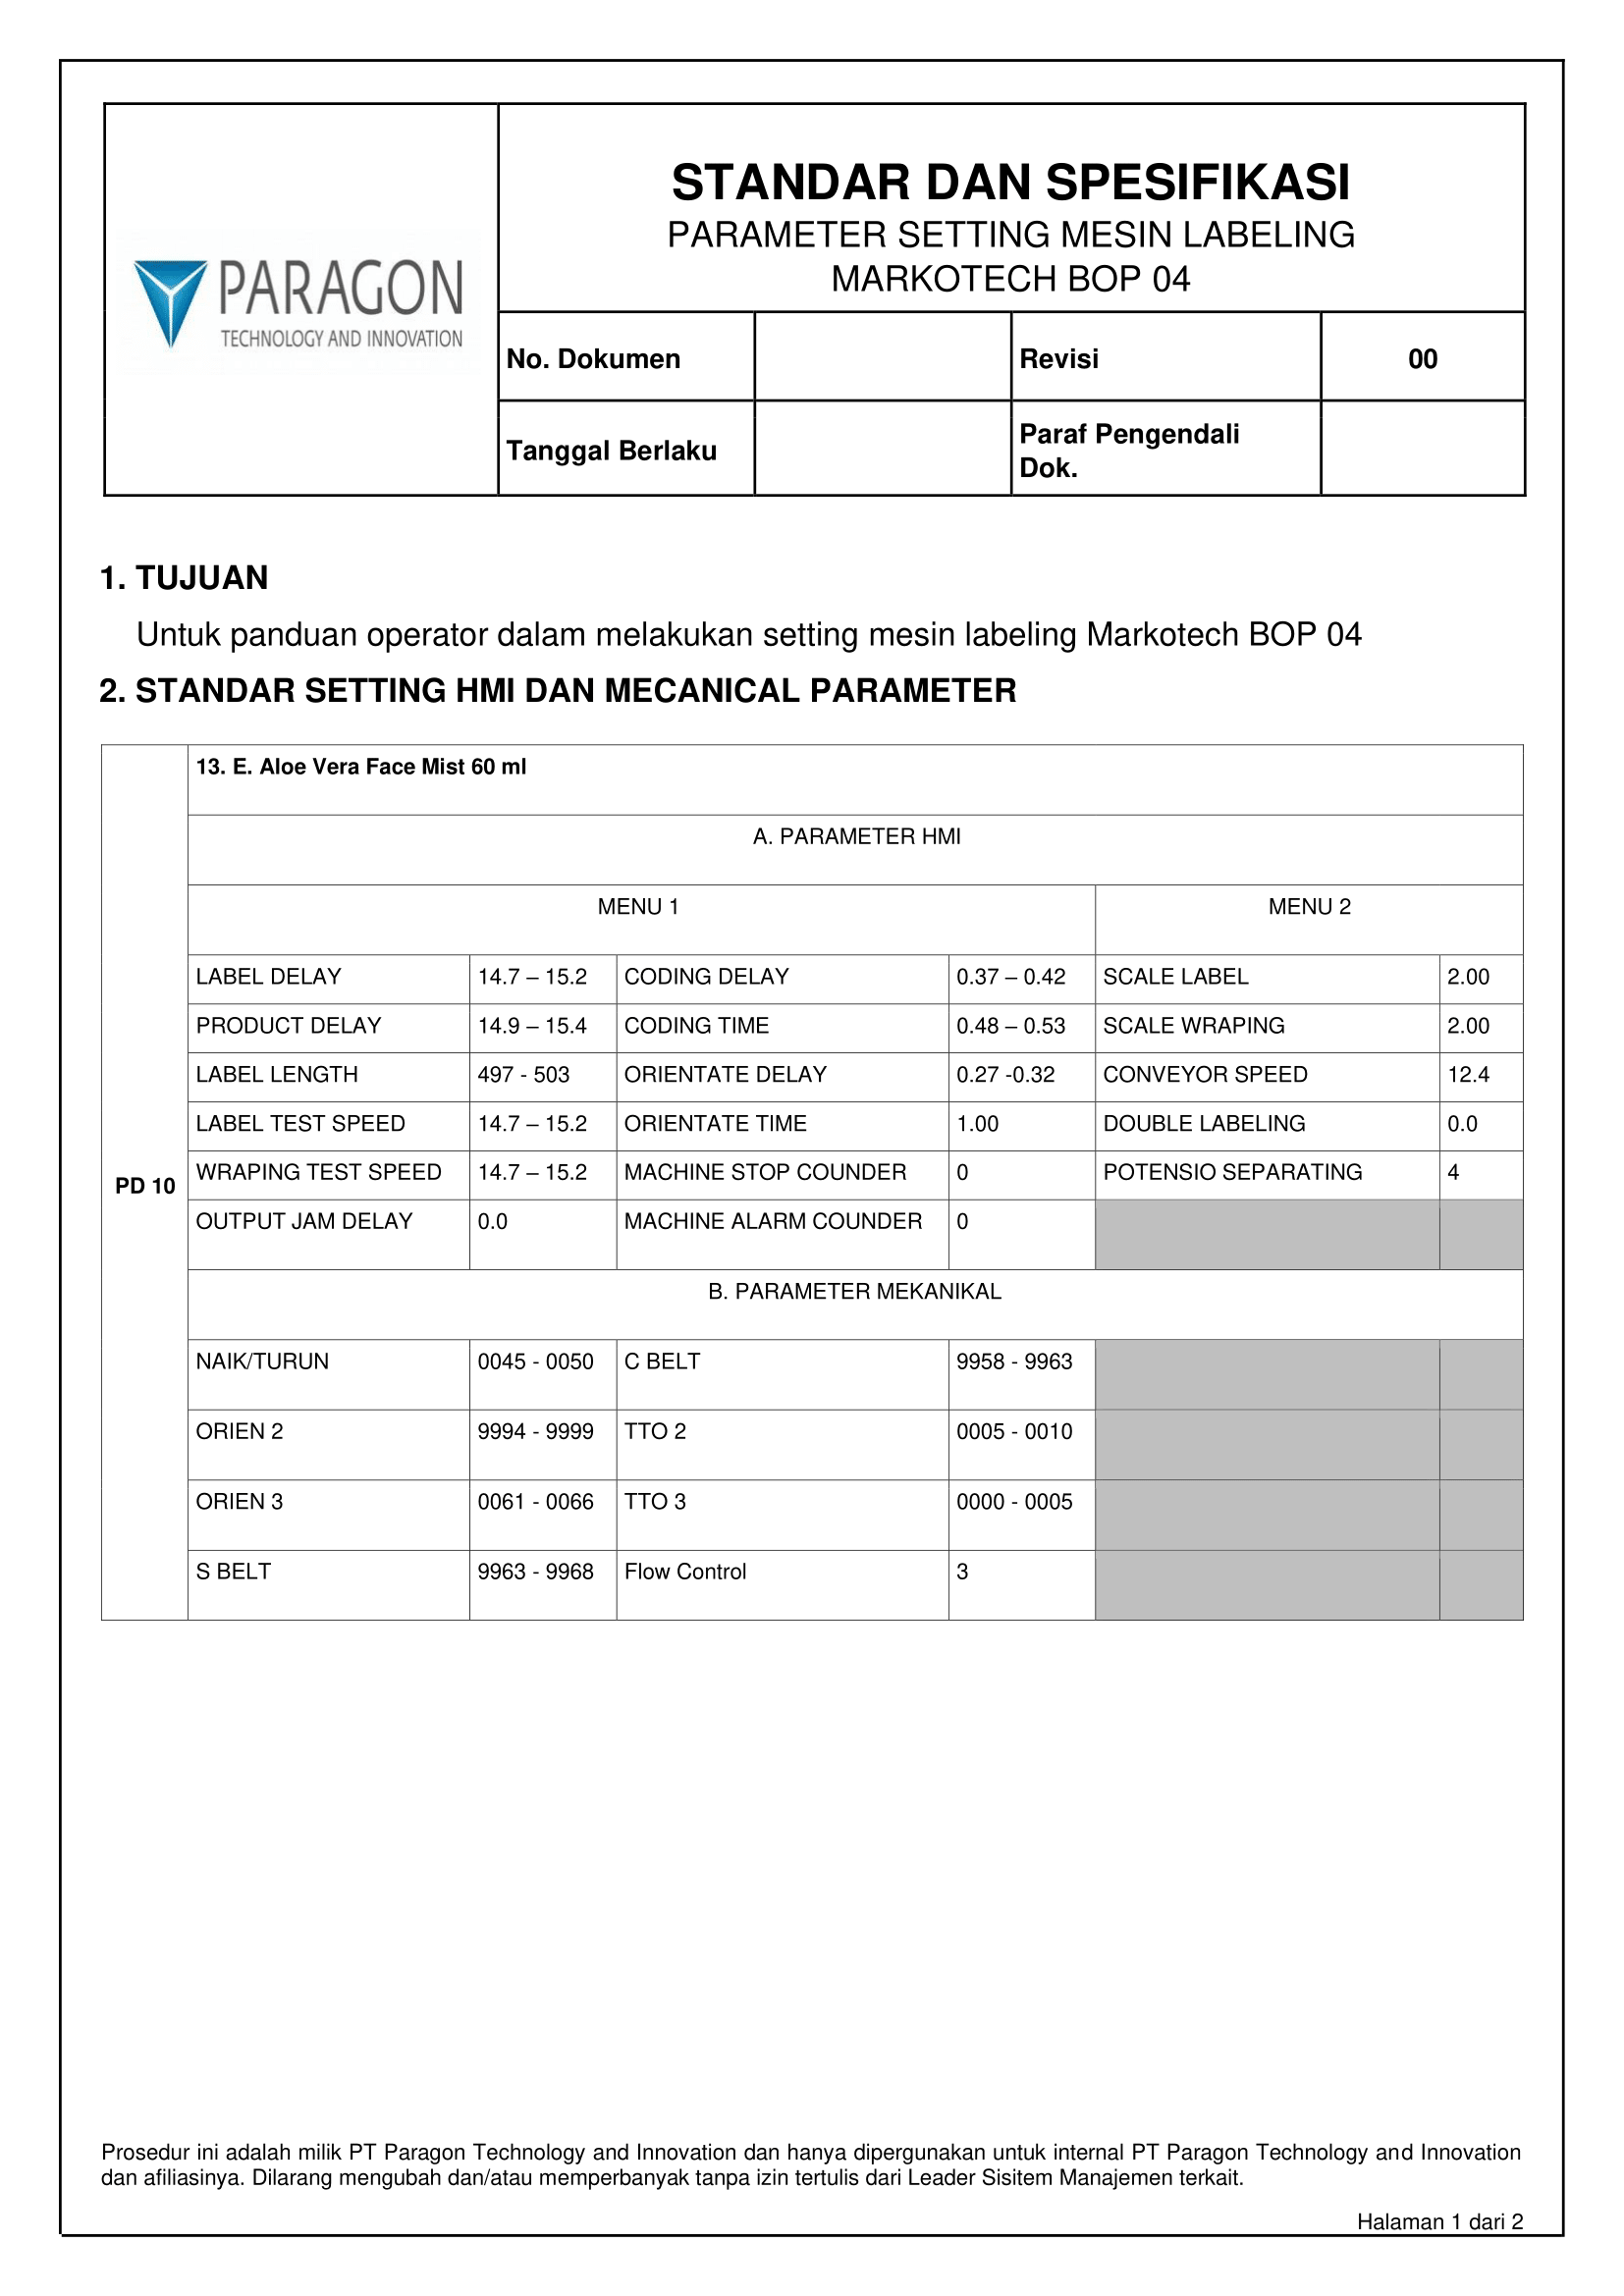 PARAGON
TECHNOLOGY AND INNOVATION
STANDAR DAN SPESIFIKASI
PARAMETER SETTING MESIN LABELING
MARKOTECH BOP 04
No. Dokumen
Revisi
00
Tanggal Berlaku
Paraf Pengendali
Dok.
1. TUJUAN
Untuk panduan operator dalam melakukan setting mesin labeling Markotech BOP 04
2. STANDAR SETTING HMI DAN MECANICAL PARAMETER
PD 10
13. E. Aloe Vera Face Mist 60 ml
A. PARAMETER HMI
MENU 1 MENU 2
LABEL DELAY 14.7 – 15.2 CODING DELAY 0.37 – 0.42 SCALE LABEL 2.00
PRODUCT DELAY 14.9 – 15.4 CODING TIME 0.48 – 0.53 SCALE WRAPING 2.00
LABEL LENGTH 497 - 503 ORIENTATE DELAY 0.27 -0.32 CONVEYOR SPEED 12.4
LABEL TEST SPEED 14.7 – 15.2 ORIENTATE TIME 1.00 DOUBLE LABELING 0.0
WRAPING TEST SPEED 14.7 – 15.2 MACHINE STOP COUNDER 0 POTENSIO SEPARATING 4
OUTPUT JAM DELAY 0.0 MACHINE ALARM COUNDER 0
B. PARAMETER MEKANIKAL
NAIK/TURUN 0045 - 0050 C BELT 9958 - 9963
ORIEN 2 9994 - 9999 TTO 2 0005 - 0010
ORIEN 3 0061 - 0066 TTO 3 0000 - 0005
S BELT 9963 - 9968 Flow Control 3
Prosedur ini adalah milik PT Paragon Technology and Innovation dan hanya dipergunakan untuk internal PT Paragon Technology and Innovation
dan afiliasinya. Dilarang mengubah dan/atau memperbanyak tanpa izin tertulis dari Leader Sisitem Manajemen terkait.
Halaman 1 dari 2